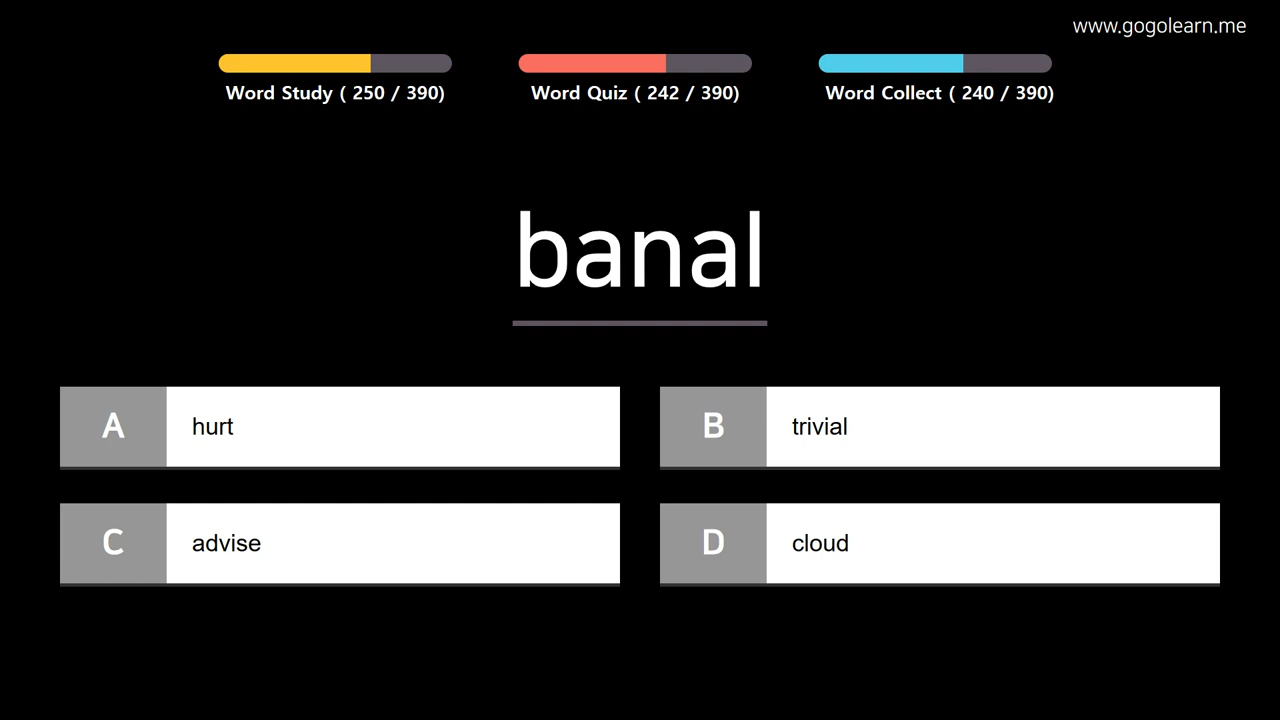 www.gogolearn.me
Word Study ( 250 / 390)
Word Quiz ( 242 / 390)
Word Collect ( 240 / 390)
banal
A
hurt
B
trivial
C
advise
D
cloud